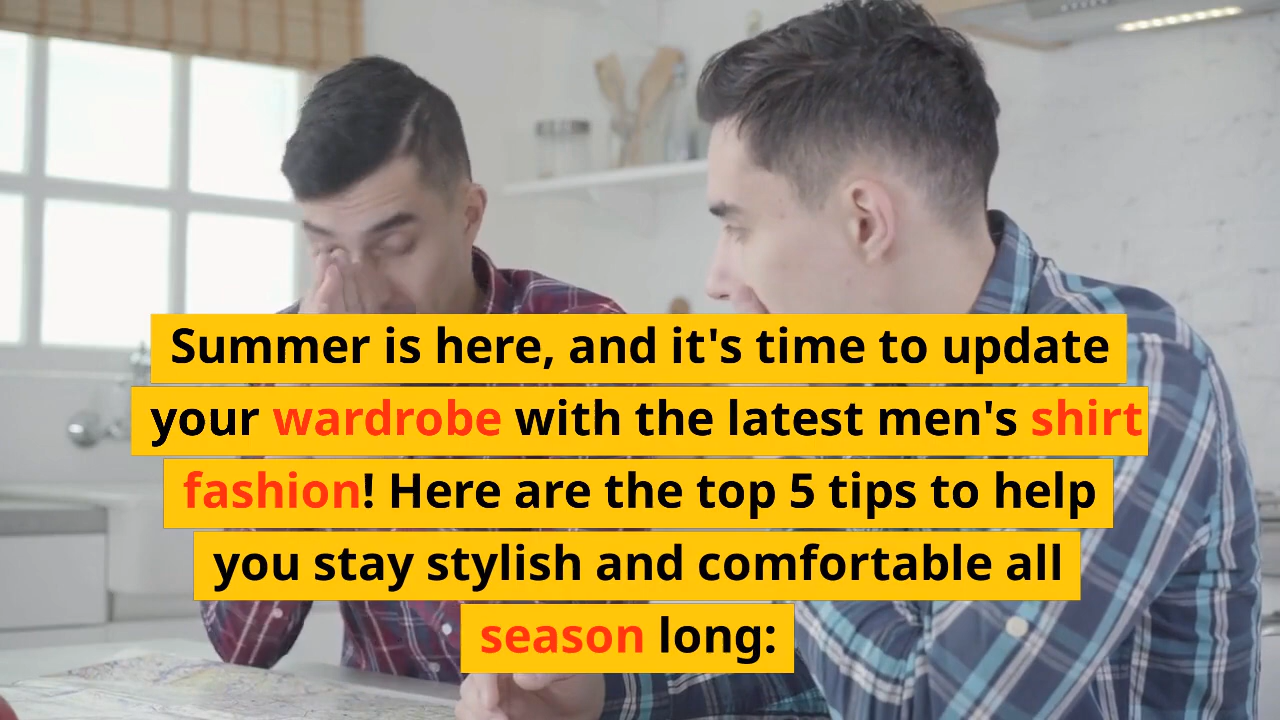 Summer is here, and it's time to update
your wardrobe with the latest men's shirt
fashion! Here are the top 5 tips to help
you stay stylish and comfortable all
season long: